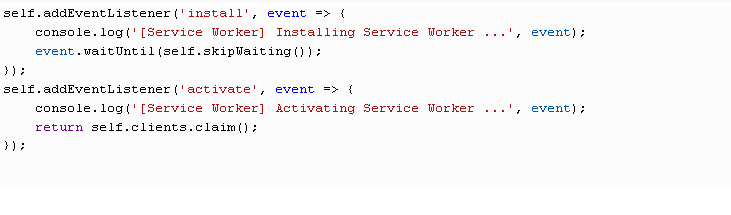 self.addEventListener('install', event => {
    console.log('[Service Worker] Installing Service Worker ...', event);
    event.waitUntil(self.skipWaiting());
});
self.addEventListener('activate', event => {
    console.log('[Service Worker] Activating Service Worker ...', event);
    return self.clients.claim();
});